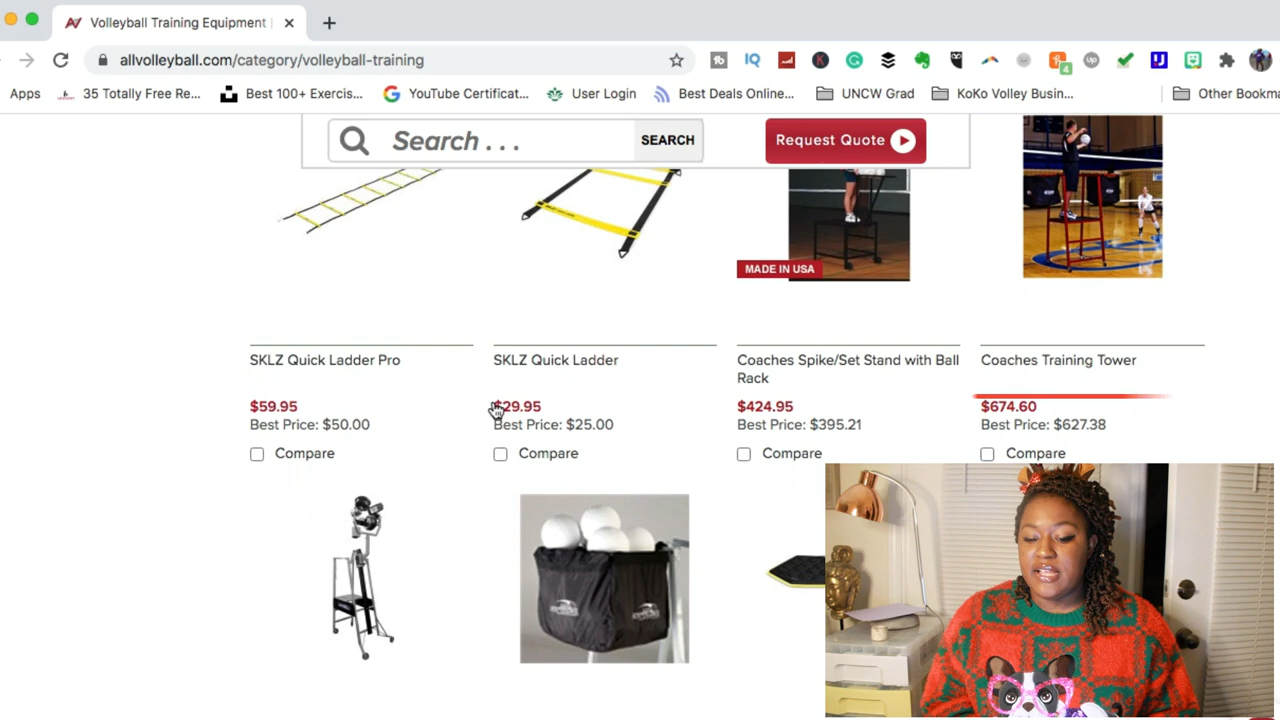 Volleyball Training Equipment |
allvolleyball.com/category/volleyball-training
Apps
35 Totally Free Re...
Best 100+ Exercis...
YouTube Certificat...
User Login
Best Deals Online...
UNCW Grad
KoKo Volley Busin...
Other Bookma
Search . . .
SEARCH
Request Quote
MADE IN USA
SKLZ Quick Ladder Pro
$59.95
Best Price: $50.00
Compare
SKLZ Quick Ladder
$29.95
Best Price: $25.00
Compare
Coaches Spike/Set Stand with Ball
Rack
$424.95
Best Price: $395.21
Compare
Coaches Training Tower
$674.60
Best Price: $627.38
Compare